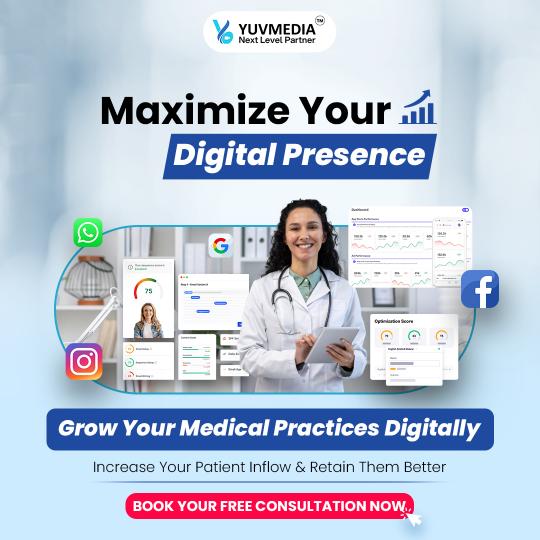 YUVMEDIA TM
Next Level Partner
Maximize Your
Digital Presence
Dashboard
75
Optimization Score
Grow Your Medical Practices Digitally
Increase Your Patient Inflow & Retain Them Better
BOOK YOUR FREE CONSULTATION NOW